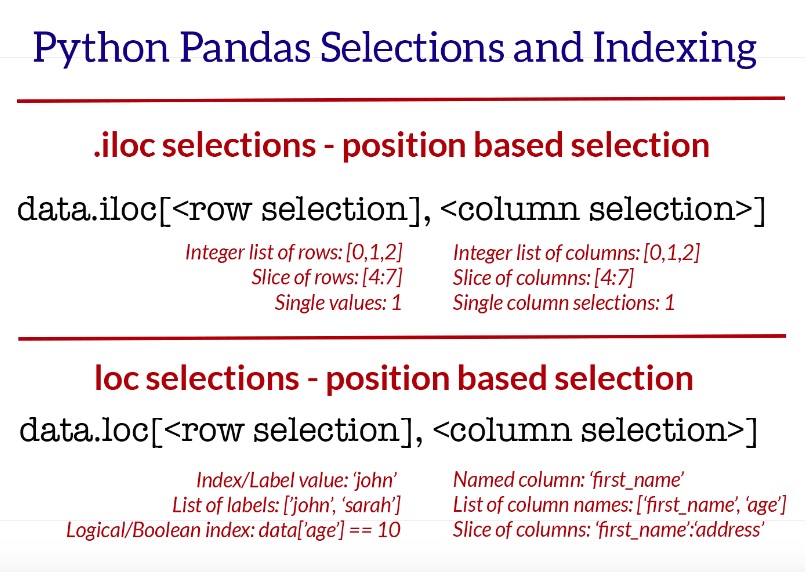 Python Pandas Selections and Indexing
.iloc selections - position based selection
data.iloc[<row selection], <column selection>]
Integer list of rows: [0,1,2]
Slice of rows: [4:7]
Single values: 1
Integer list of columns: [0,1,2]
Slice of columns: [4:7]
Single column selections: 1
loc selections - position based selection
data.loc[<row selection], <column selection>]
Index/Label value: ‘john’
List of labels: [’john’, ‘sarah’]
Logical/Boolean index: data[’age’] == 10
Named column: ‘first_name’
List of column names: [‘first_name’, ‘age’]
Slice of columns: ‘first_name’:‘address’